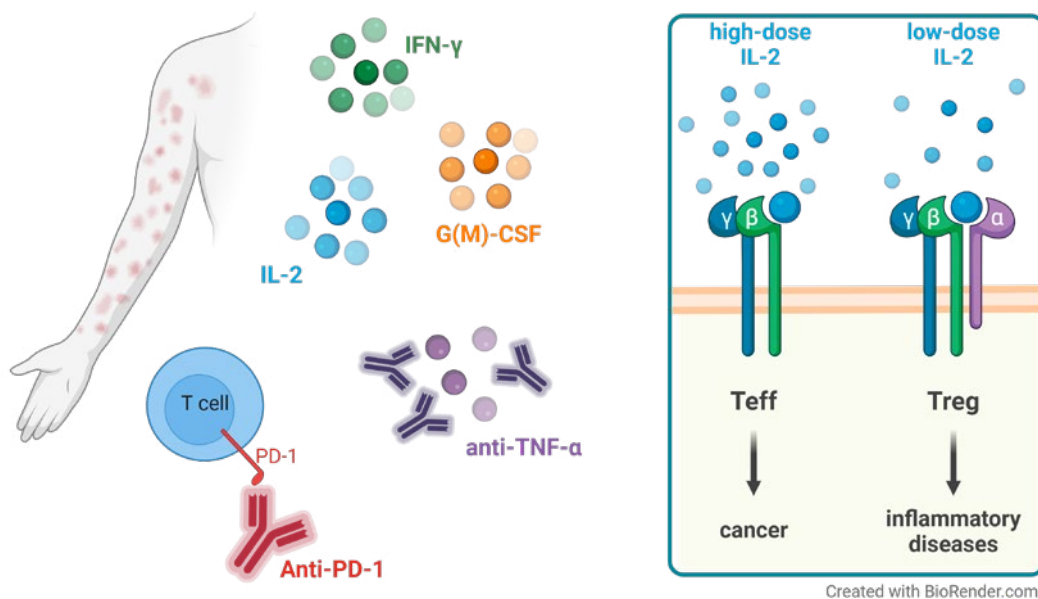 IFN-γ
G(M)-CSF
IL-2
T cell
PD-1
Anti-PD-1
anti-TNF-α
high-dose
IL-2
low-dose
IL-2
γ β
γ β α
Teff
Treg
cancer
inflammatory
diseases
Created with BioRender.com